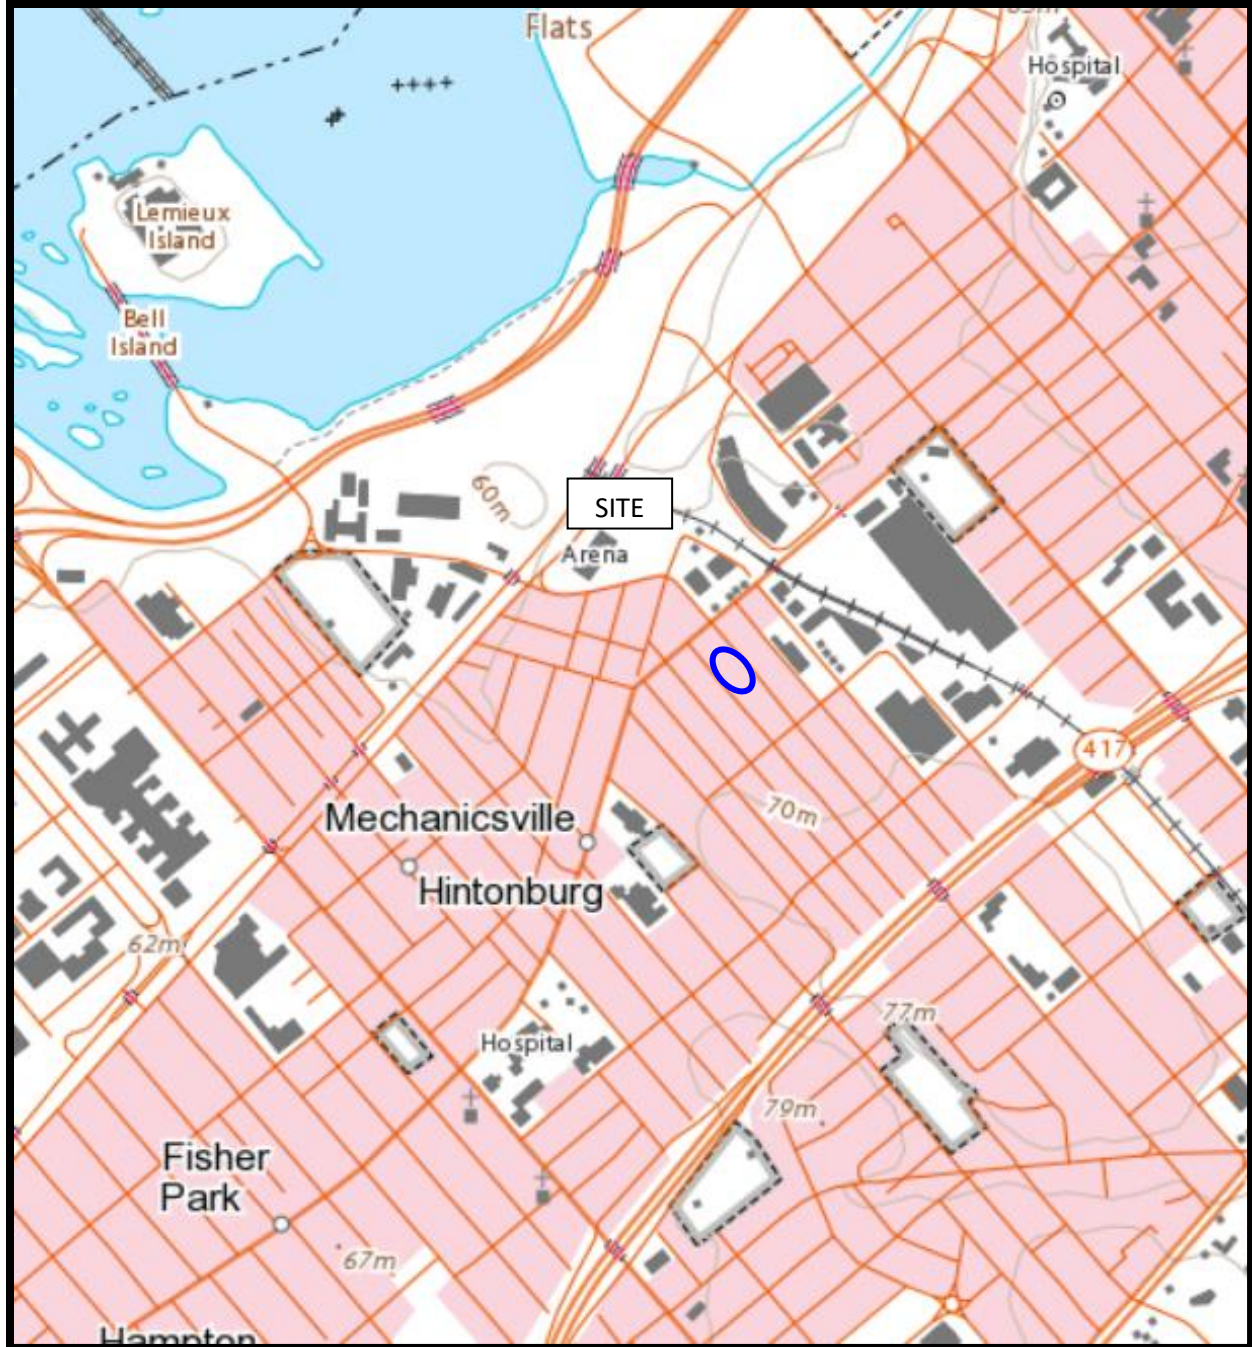 Flats
Hospital
Lemieux
Island
Bell
Island
60m
SITE
Arena
417
70m
Mechanicsville
Hintonburg
62m
77m
Hospital
79m
Fisher
Park
67m